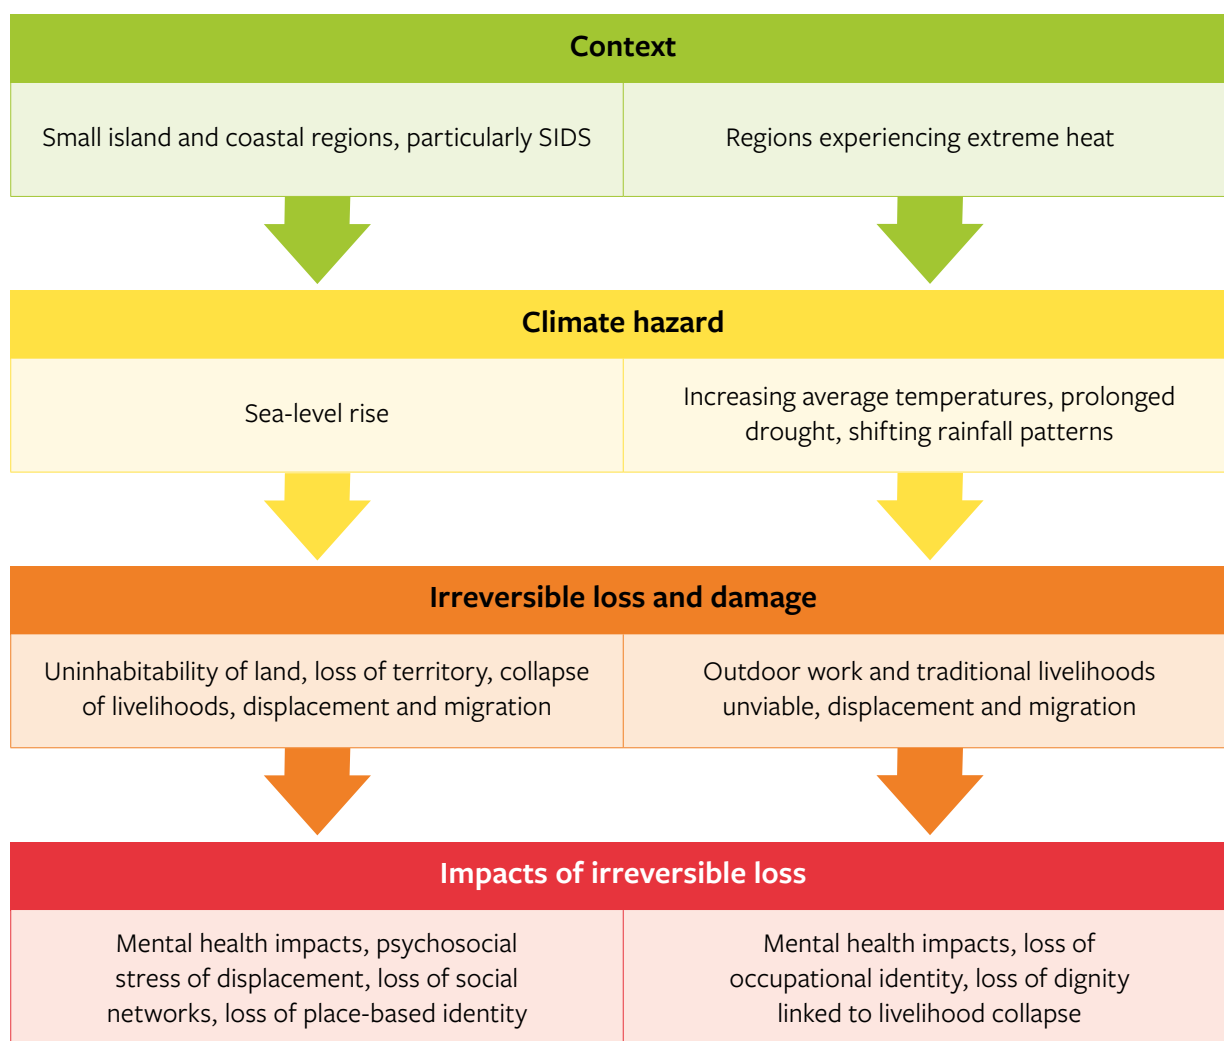 Context
Small island and coastal regions, particularly SIDS
Regions experiencing extreme heat
Climate hazard
Sea-level rise
Increasing average temperatures, prolonged
drought, shifting rainfall patterns
Irreversible loss and damage
Uninhabitability of land, loss of territory, collapse
of livelihoods, displacement and migration
Outdoor work and traditional livelihoods
unviable, displacement and migration
Impacts of irreversible loss
Mental health impacts, psychosocial
stress of displacement, loss of social
networks, loss of place-based identity
Mental health impacts, loss of
occupational identity, loss of dignity
linked to livelihood collapse